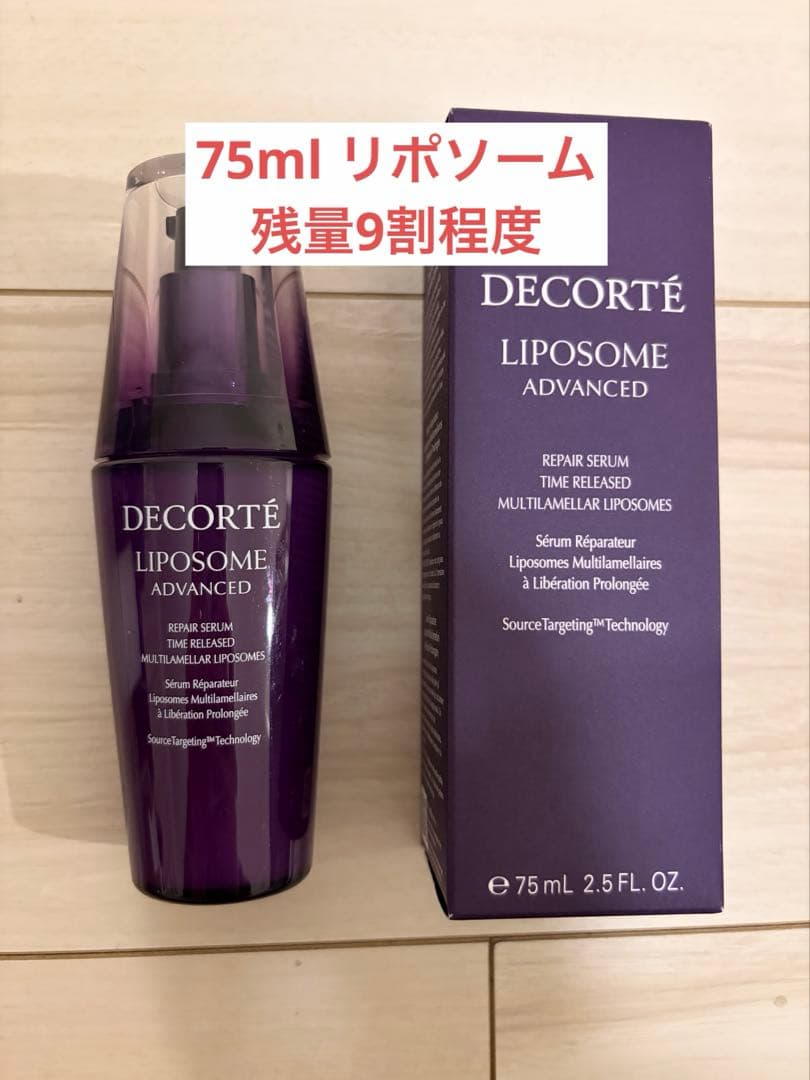 75ml リポソーム
残量9割程度
DECORTÉ
LIPOSOME
ADVANCED
REPAIR SERUM
TIME RELEASED
MULTILAMELLAR LIPOSOMES
Sérum Réparateur
Liposomes Multilamellaires
à Libération Prolongée
SourceTargeting™Technology
DECORTÉ
LIPOSOME
ADVANCED
REPAIR SERUM
TIME RELEASED
MULTILAMELLAR LIPOSOMES
Sérum Réparateur
Liposomes Multilamellaires
à Libération Prolongée
SourceTargeting™Technology
℮ 75 mL 2.5 FL. OZ.